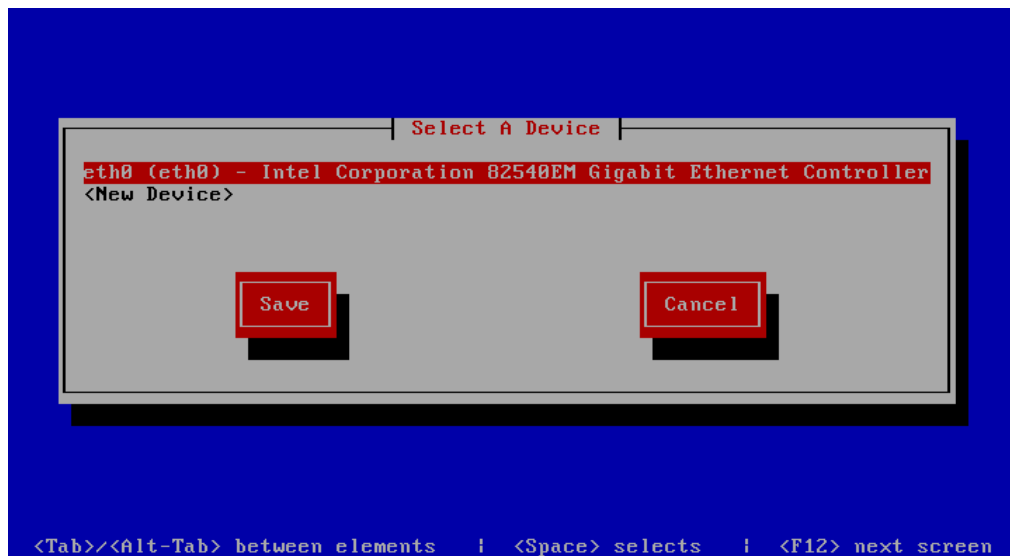 Select A Device
eth0 (eth0) - Intel Corporation 82540EM Gigabit Ethernet Controller
<New Device>
Save
Cancel
<Tab>/<Alt-Tab> between elements | <Space> selects | <F12> next screen